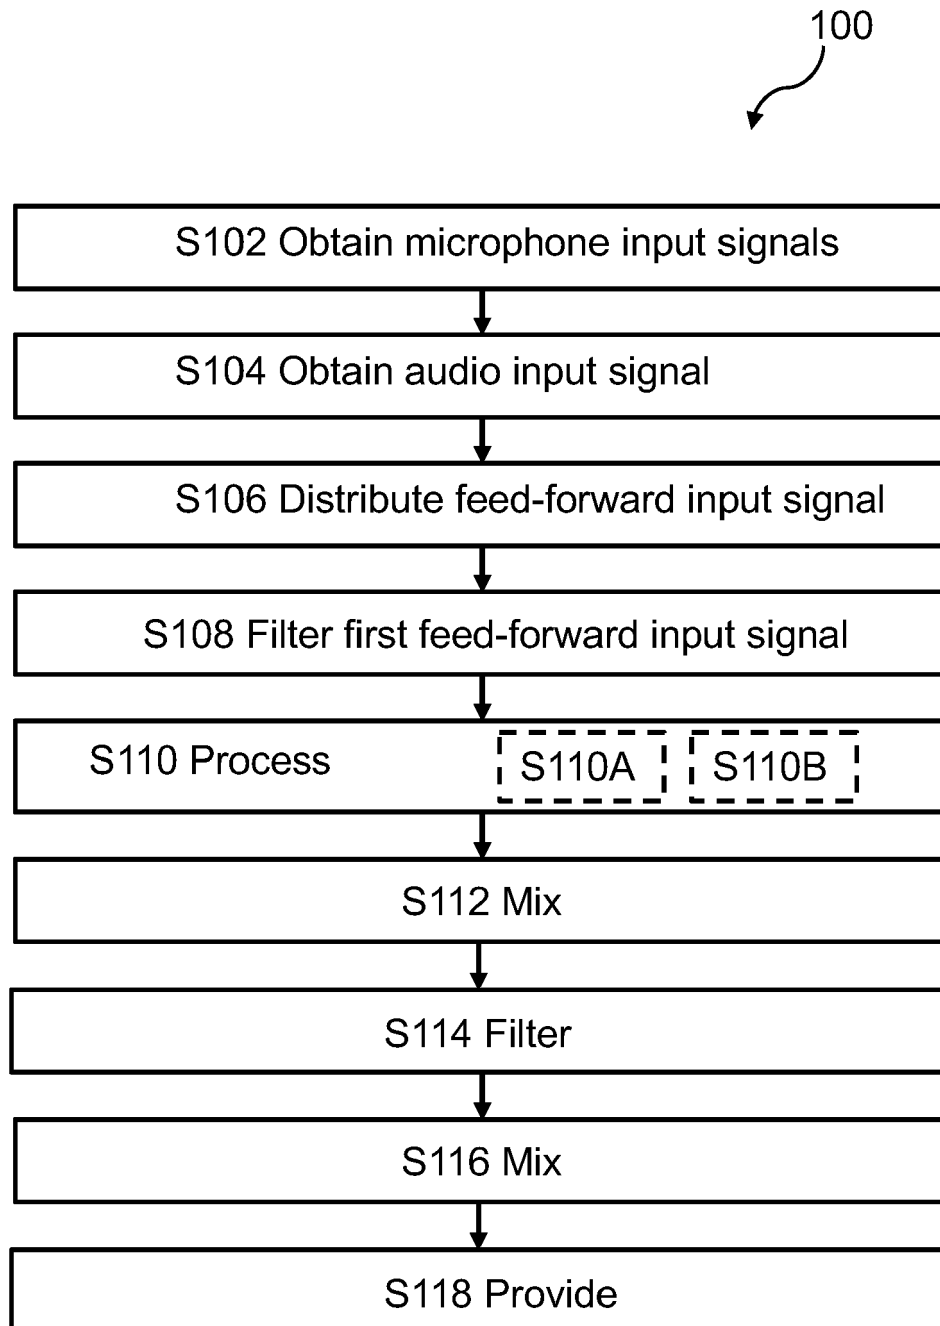 100
S102 Obtain microphone input signals
S104 Obtain audio input signal
S106 Distribute feed-forward input signal
S108 Filter first feed-forward input signal
S110 Process S110A S110B
S112 Mix
S114 Filter
S116 Mix
S118 Provide